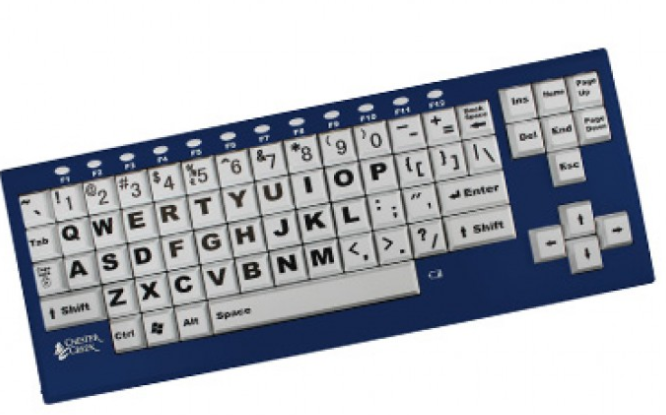 F1 F2 F3 F4 F5 F6 F7 F8 F9 F10 F11 F12
~ ` ! 1 @ 2 # 3 $ 4 % 5 ^ 6 & 7 * 8 ( 9 ) 0 - + = Back Space ←
Tab Q W E R T Y U I O P { [ } ] | \
A S D F G H J K L : ; " , ↵ Enter
↑ Shift Z X C V B N M < , > . ? / ↑ Shift
Ctrl Alt Space
Ins Home Page Up
Del End Page Down
Esc
↑
← →
↓
CHESTER CREEK